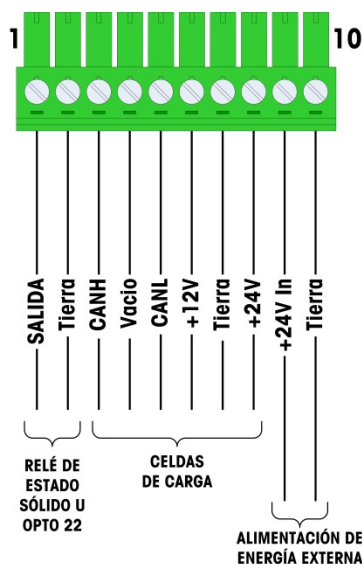 1
10
SALIDA
Tierra
CANH
Vacio
CANL
+12V
Tierra
+24V
+24V In
Tierra
RELÉ DE
ESTADO
SÓLIDO U
OPTO 22
CELDAS
DE CARGA
ALIMENTACIÓN DE
ENERGÍA EXTERNA